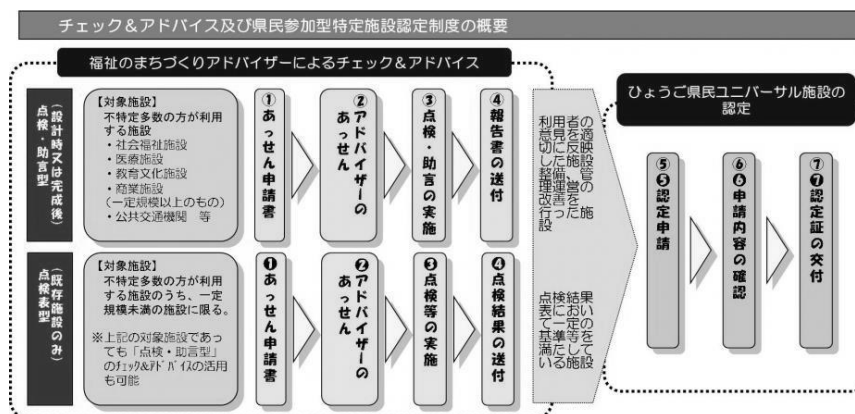 チェック＆アドバイス及び県民参加型特定施設認定制度の概要
福祉のまちづくりアドバイザーによるチェック＆アドバイス
点検・助言型
（設計時又は完成後）
【対象施設】
不特定多数の方が利用
する施設
・社会福祉施設
・医療施設
・教育文化施設
・商業施設
（一定規模以上のもの）
・公共交通機関　等
①あっせん申請書
②アドバイザーの
あっせん
③点検・助言の実施
④報告書の送付
点検表型
（既存施設のみ）
【対象施設】
不特定多数の方が利用
する施設のうち、一定
規模未満の施設に限る。
※上記の対象施設であっ
ても「点検・助言型」
のﾁｪｯｸ&ｱﾄﾞﾊﾞｲｽの活用
も可能
❶あっせん申請書
❷アドバイザーの
あっせん
❸点検等の実施
❹点検結果の送付
利用者の
意見を適
切に反映
した施設
整備、管
理運営の
改善を
行った施
設
点検結果
表におい
て一定の
基準等を
満たして
いる施設
ひょうご県民ユニバーサル施設の
認定
⑤❺認定申請
⑥❻申請内容の確認
⑦❼認定証の交付